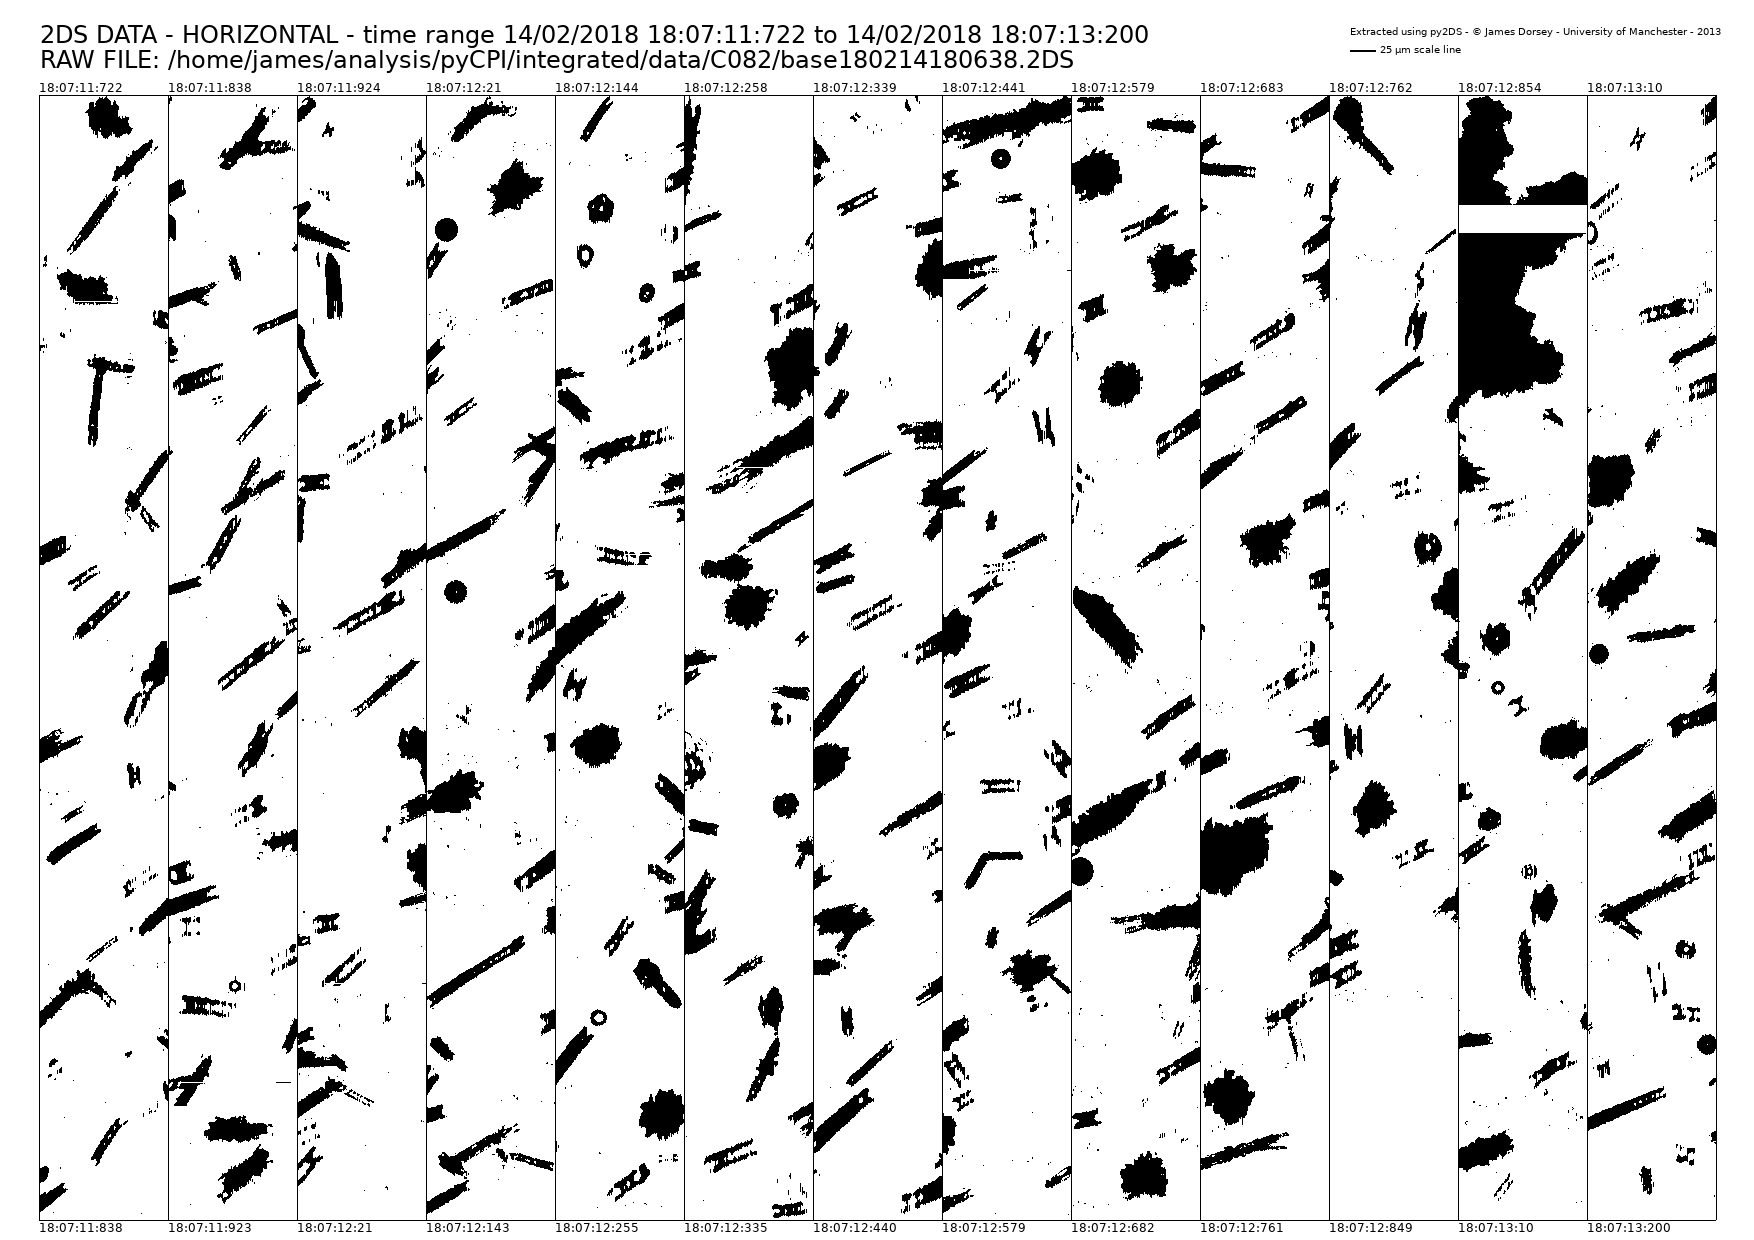 2DS DATA - HORIZONTAL - time range 14/02/2018 18:07:11:722 to 14/02/2018 18:07:13:200
RAW FILE: /home/james/analysis/pyCPI/integrated/data/C082/base180214180638.2DS
Extracted using py2DS - © James Dorsey - University of Manchester - 2013
25 µm scale line
18:07:11:722 18:07:11:838 18:07:11:924 18:07:12:21 18:07:12:144 18:07:12:258 18:07:12:339 18:07:12:441 18:07:12:579 18:07:12:683 18:07:12:762 18:07:12:854 18:07:13:10
18:07:11:838 18:07:11:923 18:07:12:21 18:07:12:143 18:07:12:255 18:07:12:335 18:07:12:440 18:07:12:579 18:07:12:682 18:07:12:761 18:07:12:849 18:07:13:10 18:07:13:200